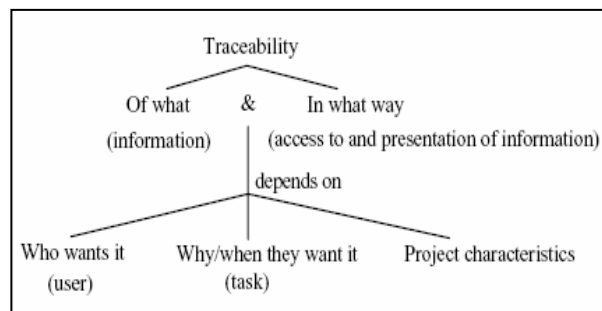 Traceability
Of what & In what way
(information) (access to and presentation of information)
depends on
Who wants it Why/when they want it Project characteristics
(user) (task)